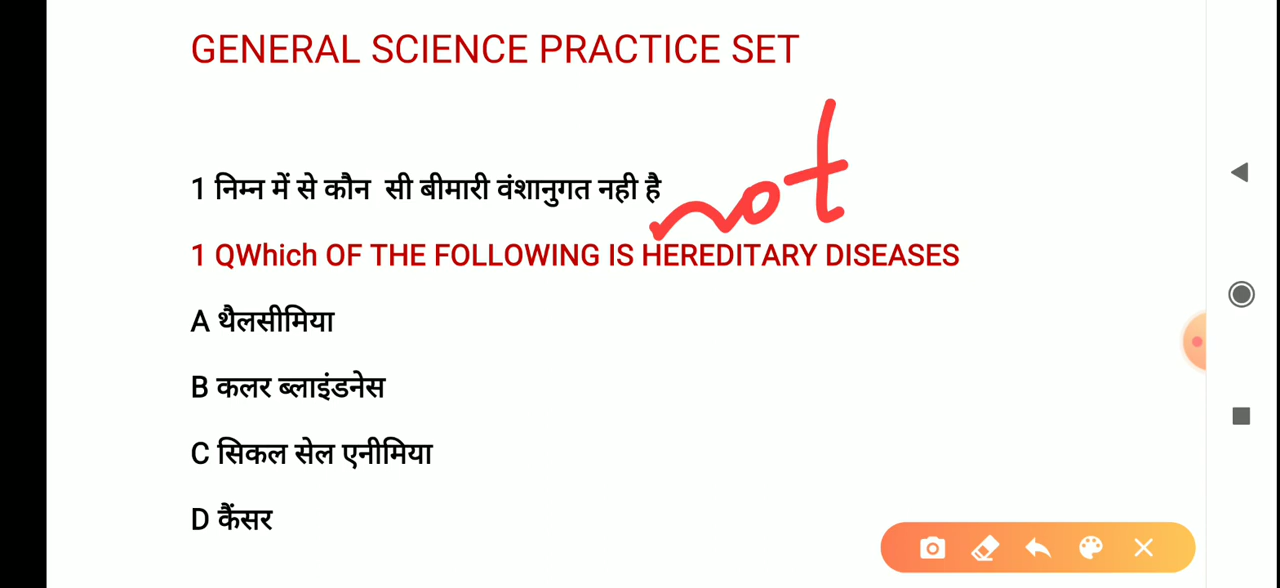 GENERAL SCIENCE PRACTICE SET
1 निम्न में से कौन सी बीमारी वंशानुगत नही है
not
1 QWhich OF THE FOLLOWING IS HEREDITARY DISEASES
A थैलसीमिया
B कलर ब्लाइंडनेस
C सिकल सेल एनीमिया
D कैंसर